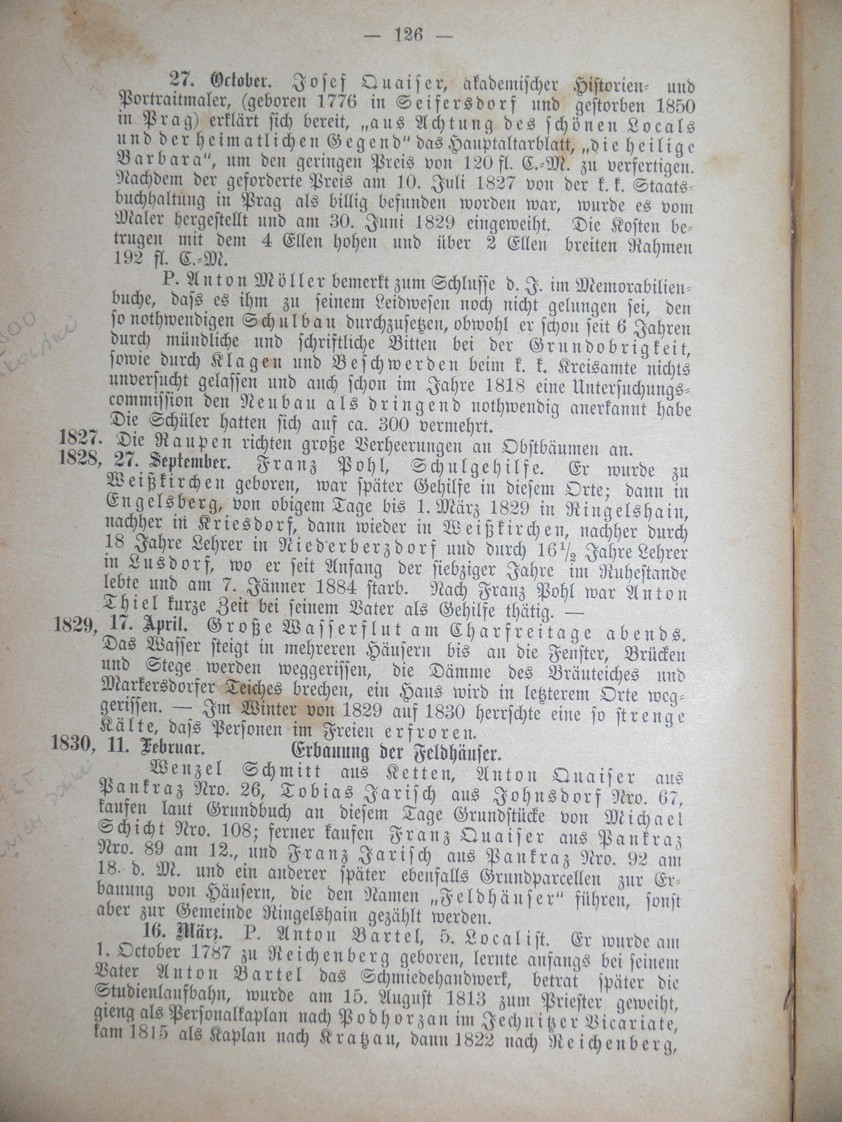 — 126 —
27. October. Josef Quaiser, akademischer Historien- und
Portraitmaler, (geboren 1776 in Seifersdorf und gestorben 1850
in Prag) erklärt sich bereit, „aus Achtung des schönen Locals
und der heimatlichen Gegend" das Hauptaltarblatt, „die heilige
Barbara", um den geringen Preis von 120 fl. C.-M. zu verfertigen.
Nachdem der geforderte Preis am 10. Juli 1827 von der k. k. Staats-
buchhaltung in Prag als billig befunden worden war, wurde es vom
Maler hergestellt und am 30. Juni 1829 eingeweiht. Die Kosten be-
trugen mit dem 4 Ellen hohen und über 2 Ellen breiten Rahmen
192 fl. C.-M.
P. Anton Möller bemerkt zum Schlusse d. J. im Memorabilien-
buche, dass es ihm zu seinem Leidwesen noch nicht gelungen sei, den
so nothwendigen Schulbau durchzusetzen, obwohl er schon seit 6 Jahren
durch mündliche und schriftliche Bitten bei der Grundobrigkeit,
sowie durch Klagen und Beschwerden beim k. k. Kreisamte nichts
unversucht gelassen und auch schon im Jahre 1818 eine Untersuchungs-
commission den Neubau als dringend nothwendig anerkannt habe
Die Schüler hatten sich auf ca. 300 vermehrt.
1827. Die Raupen richten große Verheerungen an Obstbäumen an.
1828, 27. September. Franz Pohl, Schulgehilfe. Er wurde zu
Weißkirchen geboren, war später Gehilfe in diesem Orte; dann in
Engelsberg, von obigem Tage bis 1. März 1829 in Ringelshain,
nachher in Kriesdorf, dann wieder in Weißkirchen, nachher durch
18 Jahre Lehrer in Niederberzdorf und durch 16½ Jahre Lehrer
in Lusdorf, wo er seit Anfang der siebziger Jahre im Ruhestande
lebte und am 7. Jänner 1884 starb. Nach Franz Pohl war Anton
Thiel kurze Zeit bei seinem Vater als Gehilfe thätig. —
1829, 17. April. Große Wasserflut am Charfreitage abends.
Das Wasser steigt in mehreren Häusern bis an die Fenster, Brücken
und Stege werden weggerissen, die Dämme des Bräuteiches und
Markersdorfer Teiches brechen, ein Haus wird in letzterem Orte weg-
gerissen. — Im Winter von 1829 auf 1830 herrschte eine so strenge
Kälte, dass Personen im Freien erfroren.
1830, 11. Februar. Erbauung der Feldhäuser.
Wenzel Schmitt aus Ketten, Anton Quaiser aus
Pankraz Nro. 26, Tobias Jarisch aus Johnsdorf Nro. 67,
kaufen laut Grundbuch an diesem Tage Grundstücke von Michael
Schicht Nro. 108; ferner kaufen Franz Quaiser aus Pankraz
Nro. 89 am 12., und Franz Jarisch aus Pankraz Nro. 92 am
18. d. M. und ein anderer später ebenfalls Grundparcellen zur Er-
bauung von Häusern, die den Namen „Feldhäuser" führen, sonst
aber zur Gemeinde Ringelshain gezählt werden.
16. März. P. Anton Bartel, 5. Localist. Er wurde am
1. October 1787 zu Reichenberg geboren, lernte anfangs bei seinem
Vater Anton Bartel das Schmiedehandwerk, betrat später die
Studienlaufbahn, wurde am 15. August 1813 zum Priester geweiht,
gieng als Personalkaplan nach Podhorzan im Jechnitzer Vicariate,
kam 1815 als Kaplan nach Kratzau, dann 1822 nach Reichenberg,